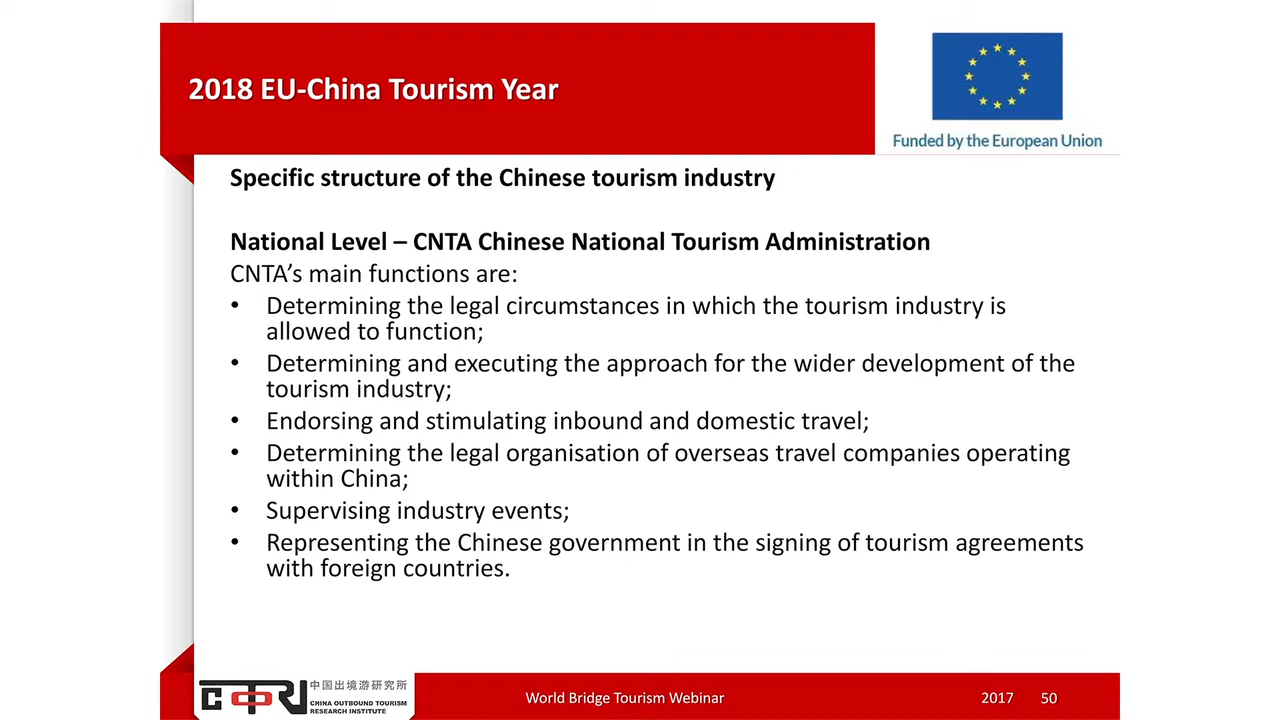 2018 EU-China Tourism Year
Funded by the European Union
Specific structure of the Chinese tourism industry
National Level – CNTA Chinese National Tourism Administration
CNTA’s main functions are:
• Determining the legal circumstances in which the tourism industry is
allowed to function;
• Determining and executing the approach for the wider development of the
tourism industry;
• Endorsing and stimulating inbound and domestic travel;
• Determining the legal organisation of overseas travel companies operating
within China;
• Supervising industry events;
• Representing the Chinese government in the signing of tourism agreements
with foreign countries.
COTRI
中国出境游研究所
CHINA OUTBOUND TOURISM
RESEARCH INSTITUTE
World Bridge Tourism Webinar
2017 50